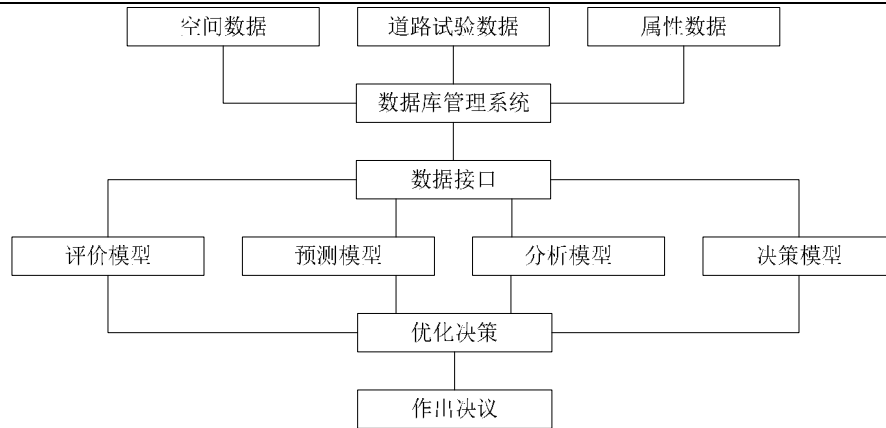 空间数据
道路试验数据
属性数据
数据库管理系统
数据接口
评价模型
预测模型
分析模型
决策模型
优化决策
作出决议